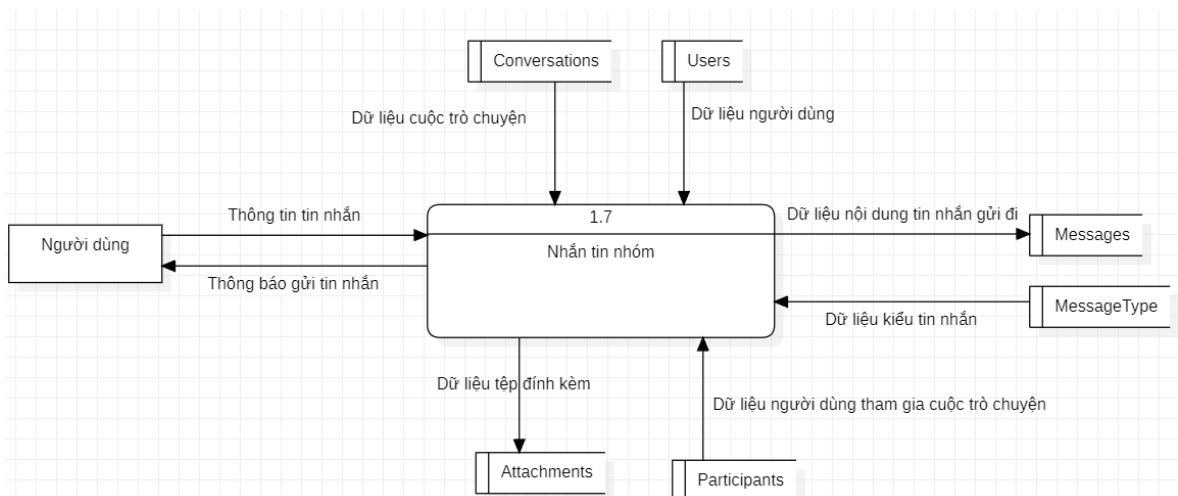 Conversations
Users
Dữ liệu cuộc trò chuyện
Dữ liệu người dùng
Thông tin tin nhắn
1.7
Dữ liệu nội dung tin nhắn gửi đi
Người dùng
Nhắn tin nhóm
Messages
Thông báo gửi tin nhắn
MessageType
Dữ liệu kiểu tin nhắn
Dữ liệu tệp đính kèm
Dữ liệu người dùng tham gia cuộc trò chuyện
Attachments
Participants